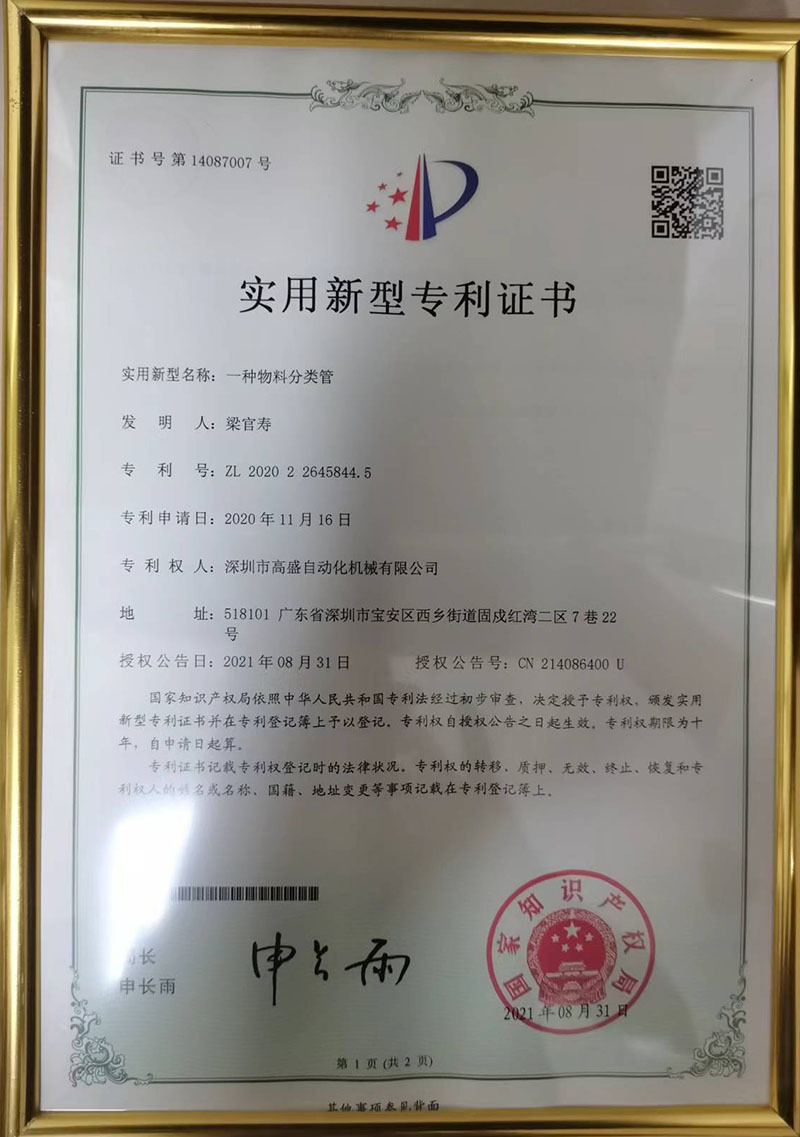 证书号第14087007号
实用新型专利证书
实用新型名称：一种物料分类管
发明人：梁官寿
专利号：ZL 2020 2 2645844.5
专利申请日：2020年11月16日
专利权人：深圳市高盛自动化机械有限公司
地址：518101 广东省深圳市宝安区西乡街道固戍红湾二区7巷22
号
授权公告日：2021年08月31日 授权公告号：CN 214086400 U
国家知识产权局依照中华人民共和国专利法经过初步审查，决定授予专利权，颁发实用
新型专利证书并在专利登记簿上予以登记。专利权自授权公告之日起生效。专利权期限为十
年，自申请日起算。
专利证书记载专利权登记时的法律状况。专利权的转移、质押、无效、终止、恢复和专
利权人的姓名或名称、国籍、地址变更等事项记载在专利登记簿上。
局长
申长雨
申长雨
国家知识产权局
2021年08月31日
第1页(共2页)
其他事项参见背面